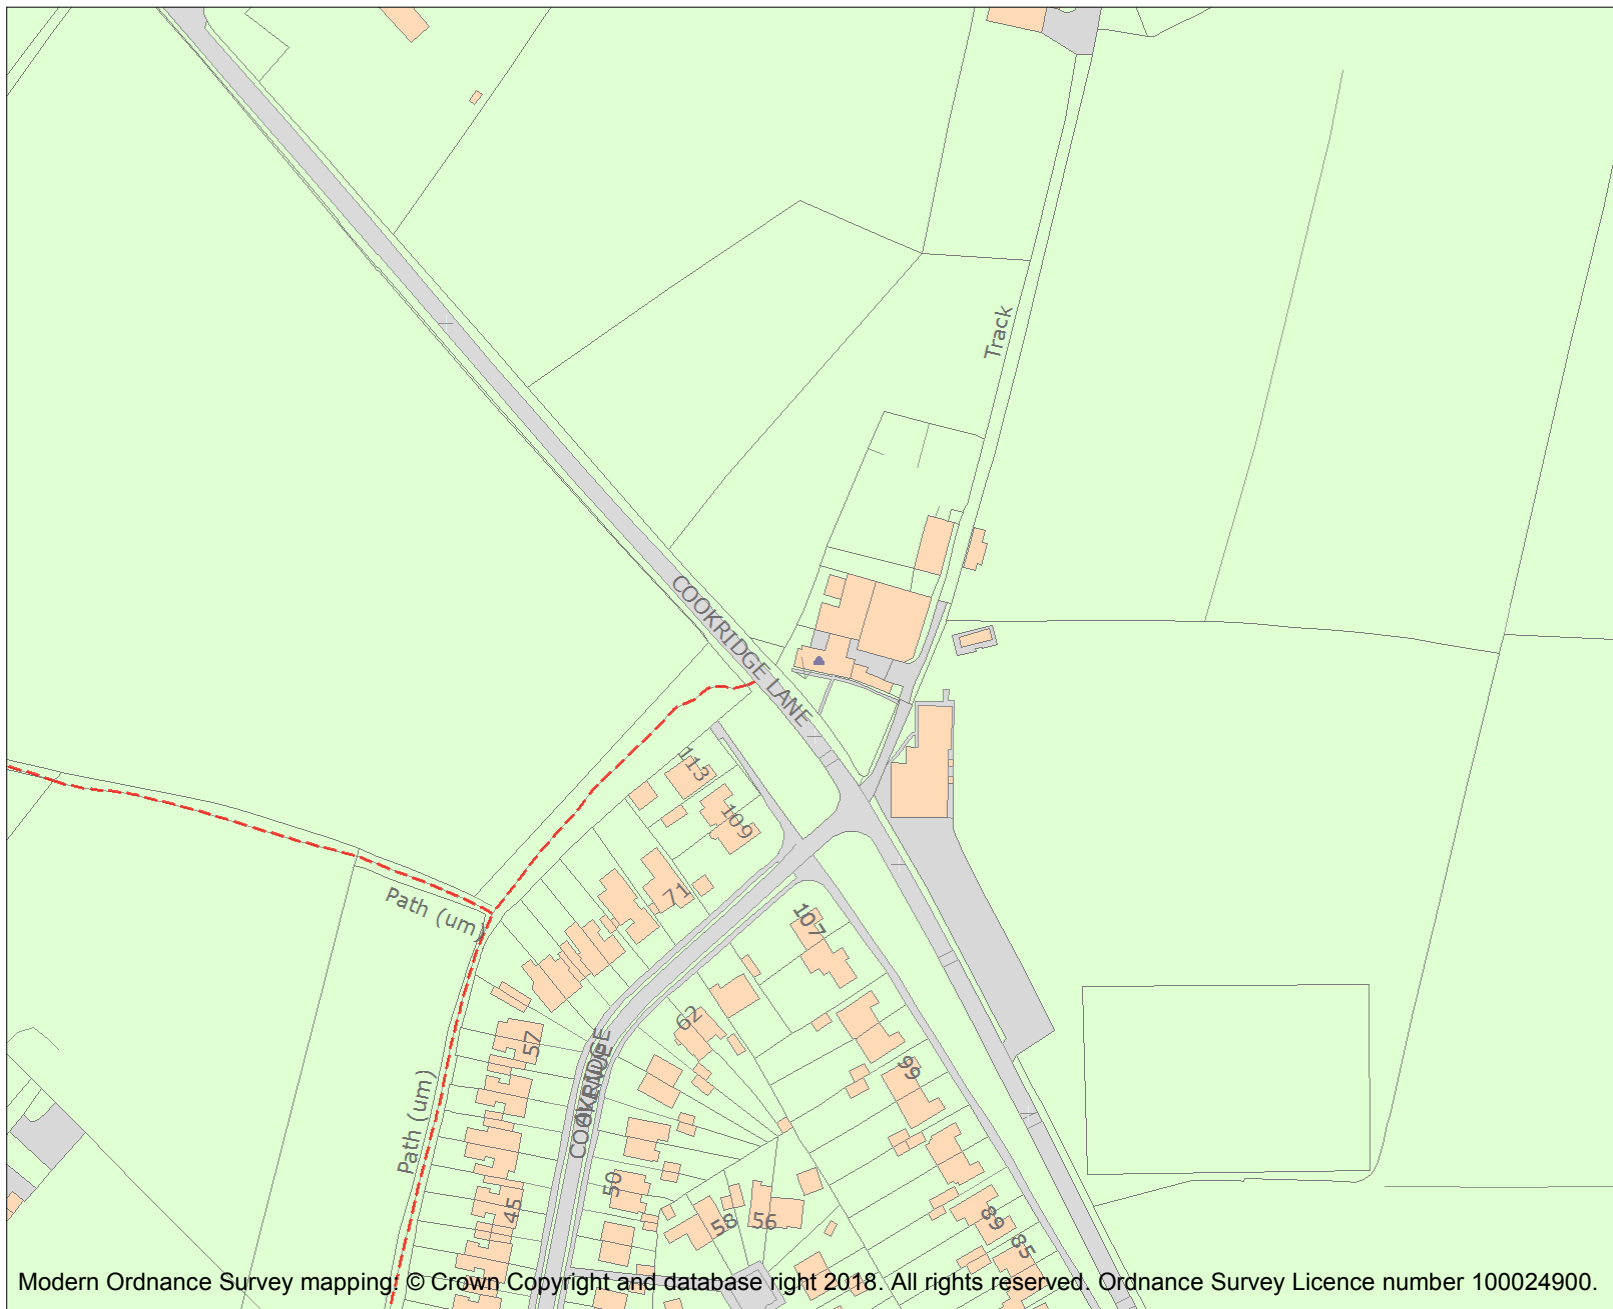 Track
COOKRIDGE LANE
113
109
71
Path (um)
107
62
57
COOKRIDGE
99
Path (um)
50
45
58
56
89
85
Modern Ordnance Survey mapping: © Crown Copyright and database right 2018. All rights reserved. Ordnance Survey Licence number 100024900.